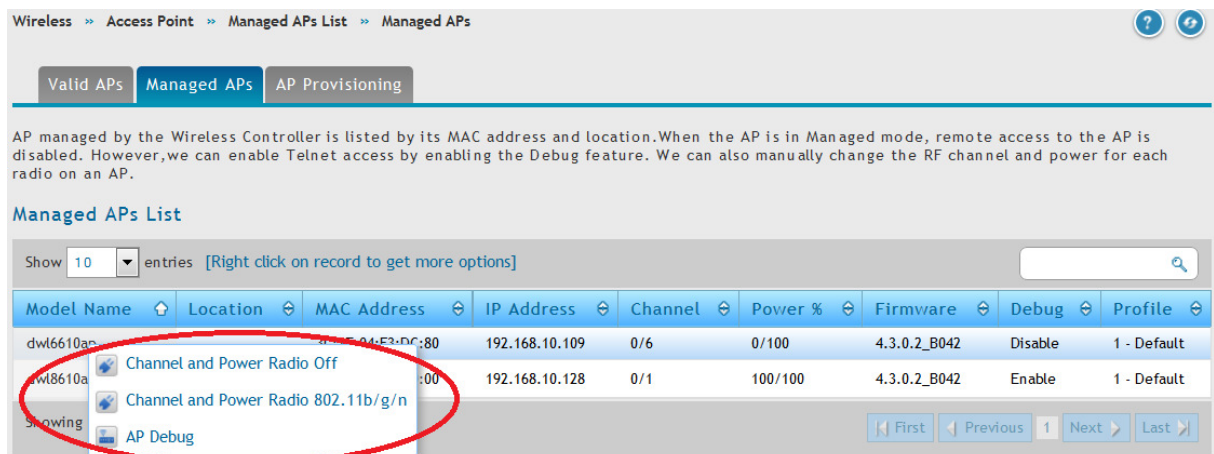 Wireless » Access Point » Managed APs List » Managed APs
Valid APs Managed APs AP Provisioning
AP managed by the Wireless Controller is listed by its MAC address and location.When the AP is in Managed mode, remote access to the AP is
disabled. However,we can enable Telnet access by enabling the Debug feature. We can also manually change the RF channel and power for each
radio on an AP.
Managed APs List
Show 10 entries [Right click on record to get more options]
Model Name Location MAC Address IP Address Channel Power % Firmware Debug Profile
dwl6610ap 192.168.10.109 0/6 0/100 4.3.0.2_B042 Disable 1 - Default
Channel and Power Radio Off
:00 192.168.10.128 0/1 100/100 4.3.0.2_B042 Enable 1 - Default
Channel and Power Radio 802.11b/g/n
Showing First Previous 1 Next Last
AP Debug